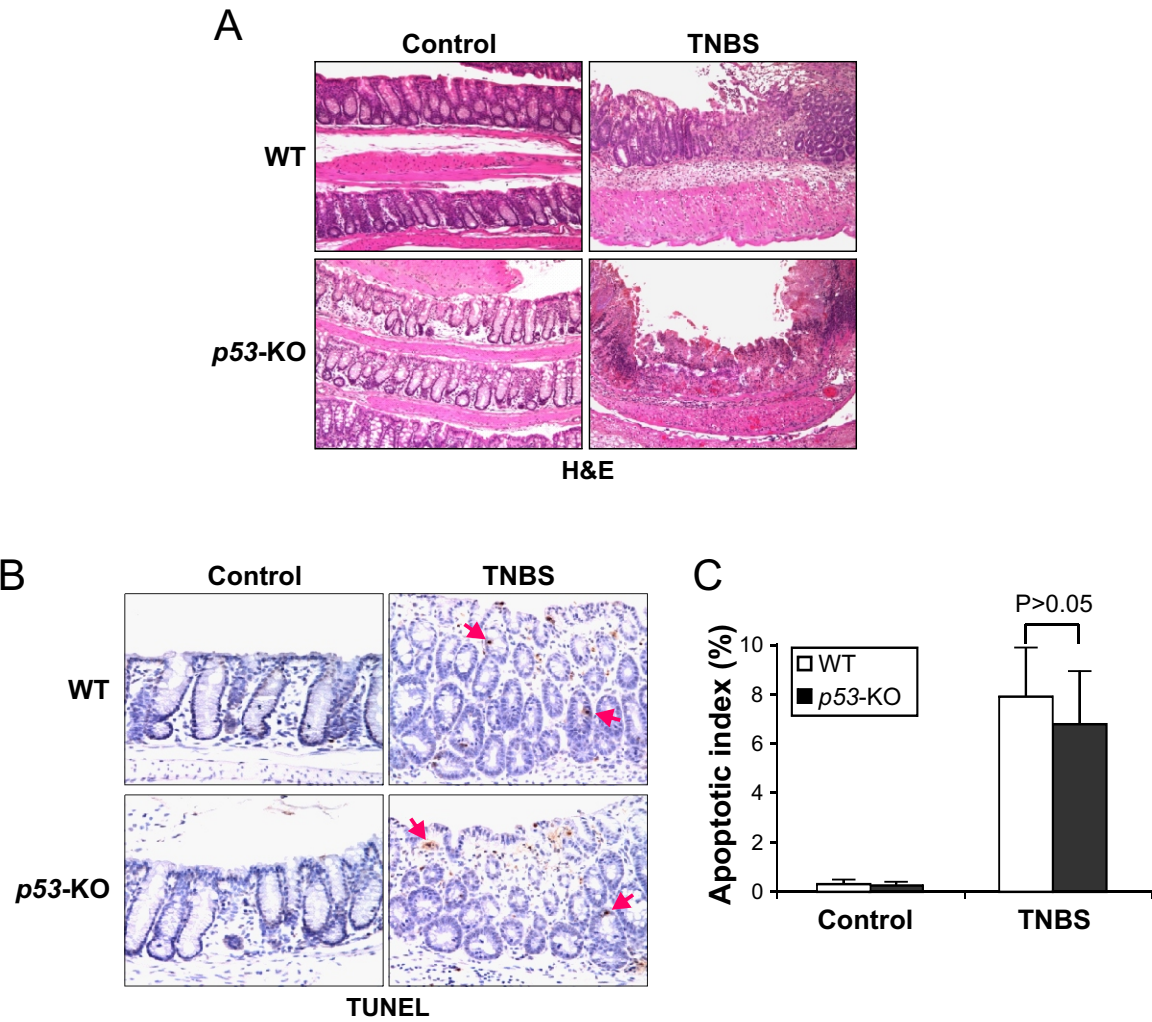 A
Control TNBS
WT
p53-KO
H&E
B
Control TNBS
WT
p53-KO
TUNEL
C
P>0.05
Apoptotic index (%)
10
8
6
4
2
0
WT
p53-KO
Control TNBS